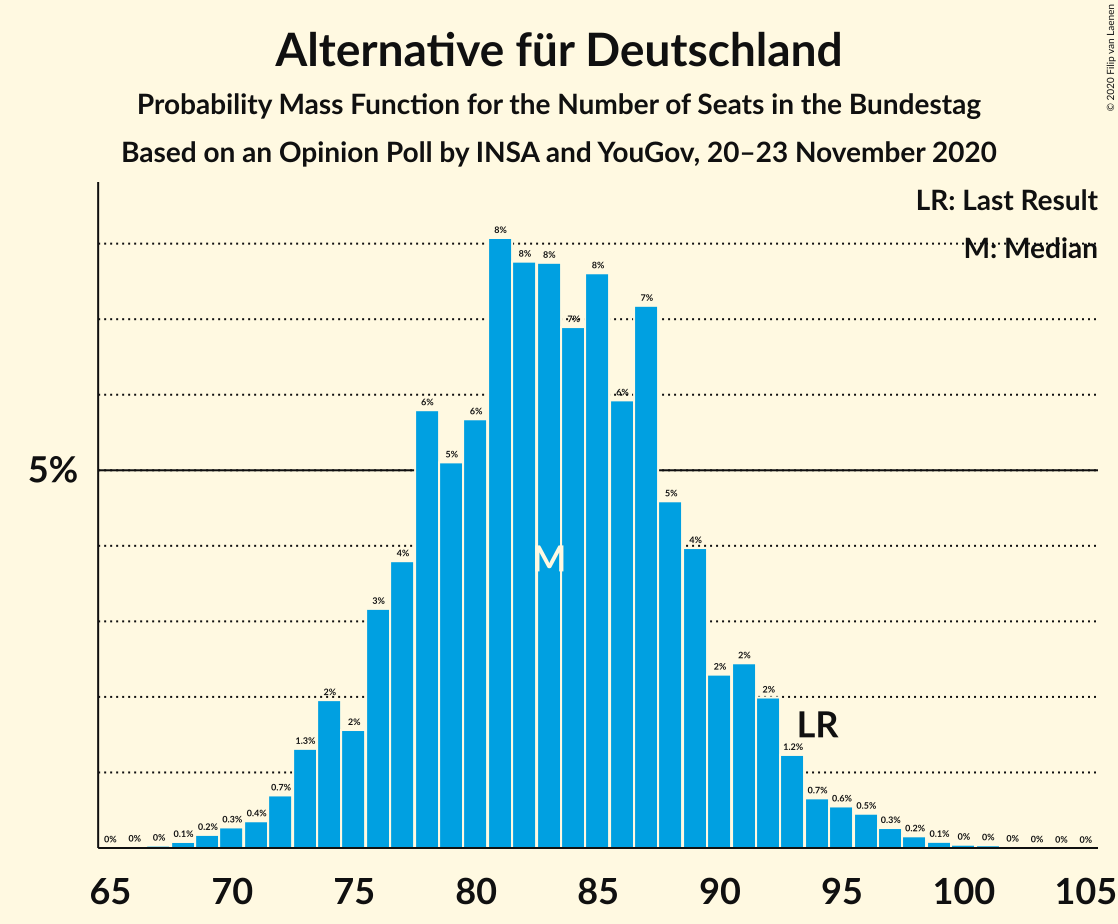 Alternative für Deutschland
Probability Mass Function for the Number of Seats in the Bundestag
Based on an Opinion Poll by INSA and YouGov, 20–23 November 2020
© 2020 Filip van Laenen
LR: Last Result
M: Median
5%
0% 0% 0% 0.1% 0.2% 0.3% 0.4% 0.7% 1.3% 2% 2% 3% 4% 6% 5% 6% 8% 8% 8% 7% 8% 6% 7% 5% 4% 2% 2% 2% 1.2% 0.7% 0.6% 0.5% 0.3% 0.2% 0.1% 0% 0% 0% 0% 0% 0%
M
LR
65 70 75 80 85 90 95 100 105